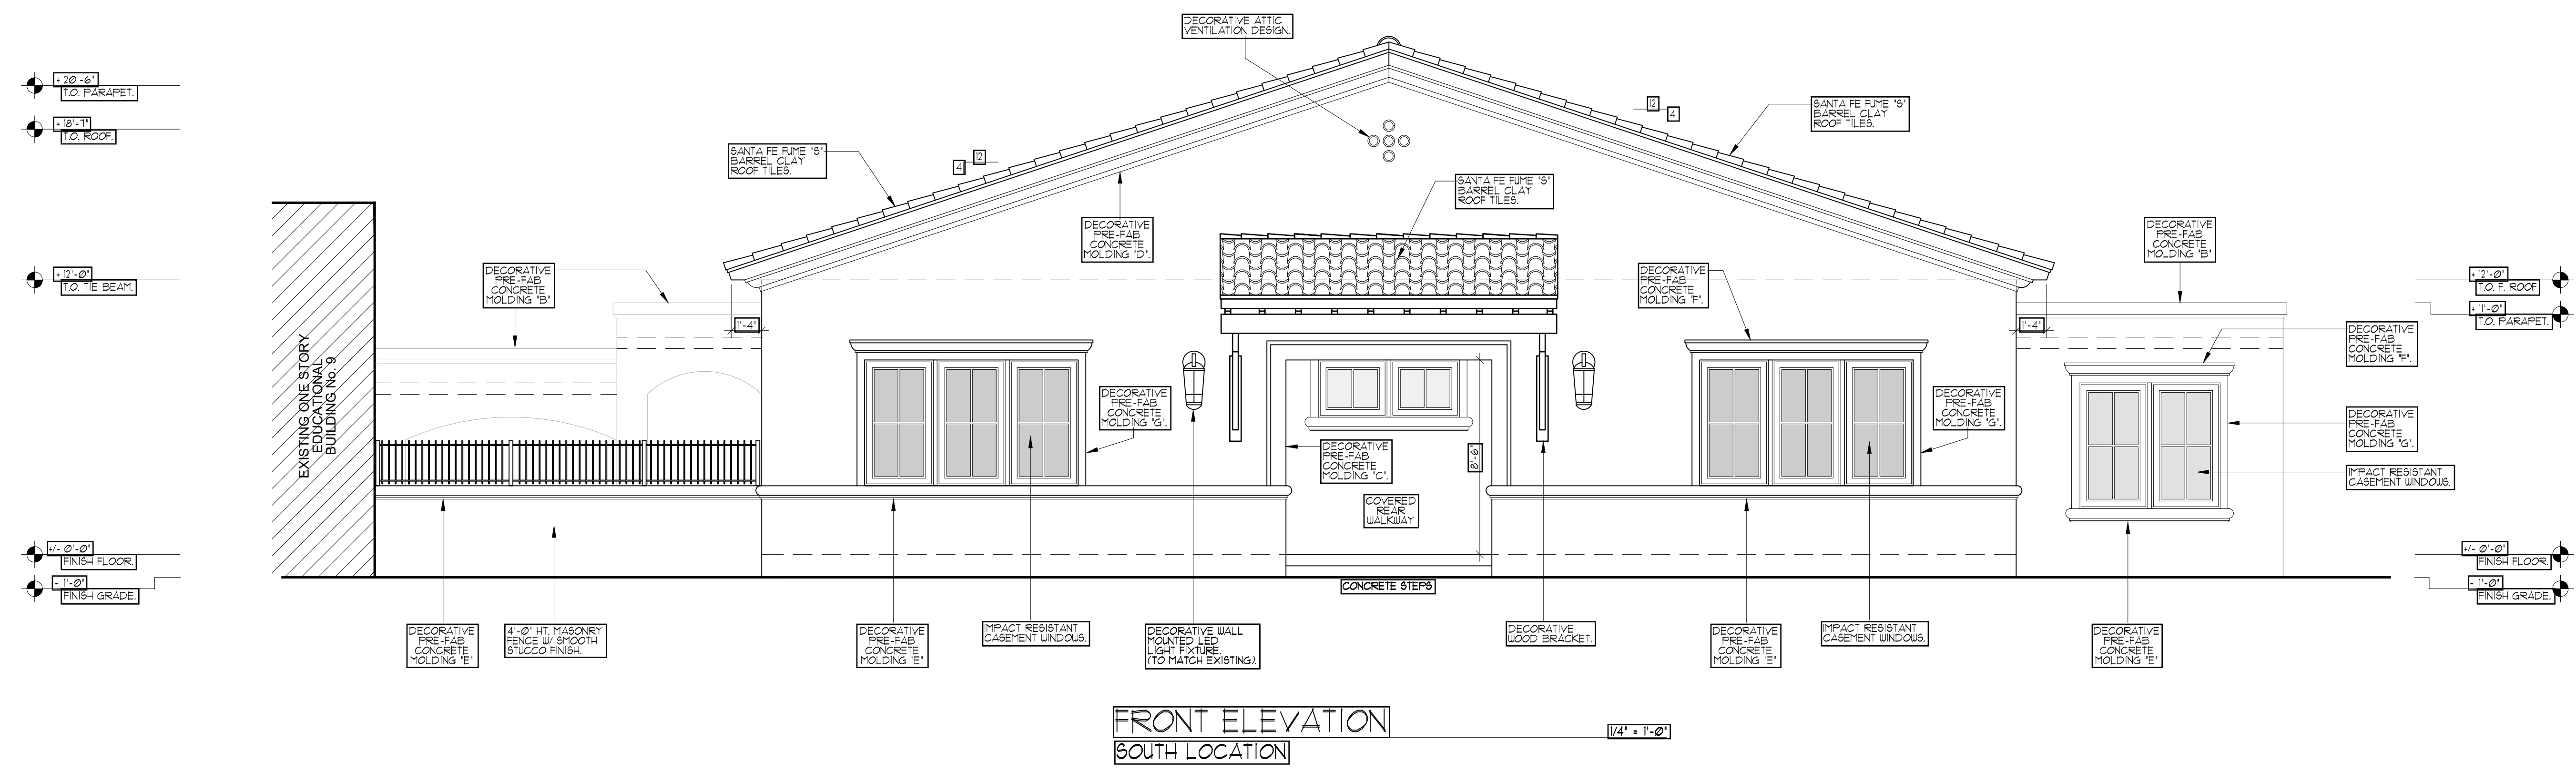 DECORATIVE ATTIC
VENTILATION DESIGN.
+ 20'-6"
T.O. PARAPET.
+ 18'-7"
T.O. ROOF.
12
4
SANTA FE FUME "S"
BARREL CLAY
ROOF TILES.
SANTA FE FUME "S"
BARREL CLAY
ROOF TILES.
12
4
SANTA FE FUME "S"
BARREL CLAY
ROOF TILES.
DECORATIVE
PRE-FAB
CONCRETE
MOLDING "D".
DECORATIVE
PRE-FAB
CONCRETE
MOLDING "B"
+ 12'-0"
T.O. TIE BEAM.
DECORATIVE
PRE-FAB
CONCRETE
MOLDING "B"
DECORATIVE
PRE-FAB
CONCRETE
MOLDING "F".
+ 12'-0"
T.O. F. ROOF
+ 11'-0"
T.O. PARAPET.
1'-4"
1'-4"
DECORATIVE
PRE-FAB
CONCRETE
MOLDING "F".
EXISTING ONE STORY
EDUCATIONAL
BUILDING No. 9
DECORATIVE
PRE-FAB
CONCRETE
MOLDING "G".
DECORATIVE
PRE-FAB
CONCRETE
MOLDING "G".
DECORATIVE
PRE-FAB
CONCRETE
MOLDING "G".
DECORATIVE
PRE-FAB
CONCRETE
MOLDING "C".
8'-6"
IMPACT RESISTANT
CASEMENT WINDOWS.
COVERED
REAR
WALKWAY
+/- 0'-0"
FINISH FLOOR.
- 1'-0"
FINISH GRADE.
+/- 0'-0"
FINISH FLOOR.
- 1'-0"
FINISH GRADE.
CONCRETE STEPS
DECORATIVE
PRE-FAB
CONCRETE
MOLDING "E"
4'-0" HT. MASONRY
FENCE W/ SMOOTH
STUCCO FINISH.
DECORATIVE
PRE-FAB
CONCRETE
MOLDING "E"
IMPACT RESISTANT
CASEMENT WINDOWS.
DECORATIVE WALL
MOUNTED LED
LIGHT FIXTURE.
(TO MATCH EXISTING).
DECORATIVE
WOOD BRACKET.
DECORATIVE
PRE-FAB
CONCRETE
MOLDING "E"
IMPACT RESISTANT
CASEMENT WINDOWS.
DECORATIVE
PRE-FAB
CONCRETE
MOLDING "E"
FRONT ELEVATION
1/4" = 1'-0"
SOUTH LOCATION